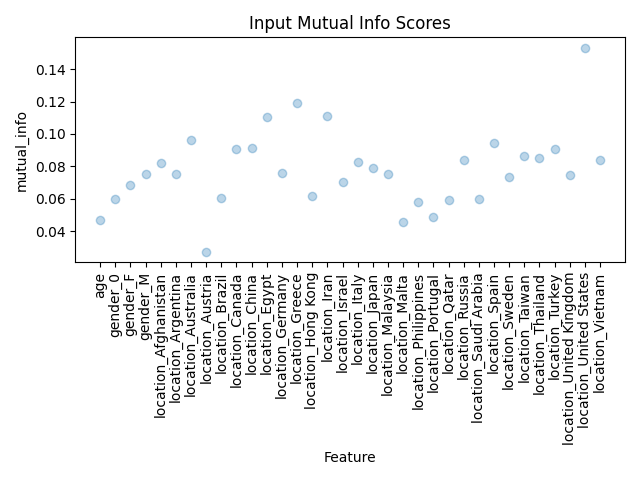 Input Mutual Info Scores
mutual_info
0.14
0.12
0.10
0.08
0.06
0.04
age
gender_0
gender_F
gender_M
location_Afghanistan
location_Argentina
location_Australia
location_Austria
location_Brazil
location_Canada
location_China
location_Egypt
location_Germany
location_Greece
location_Hong Kong
location_Iran
location_Israel
location_Italy
location_Japan
location_Malaysia
location_Malta
location_Philippines
location_Portugal
location_Qatar
location_Russia
location_Saudi Arabia
location_Spain
location_Sweden
location_Taiwan
location_Thailand
location_Turkey
location_United Kingdom
location_United States
location_Vietnam
Feature